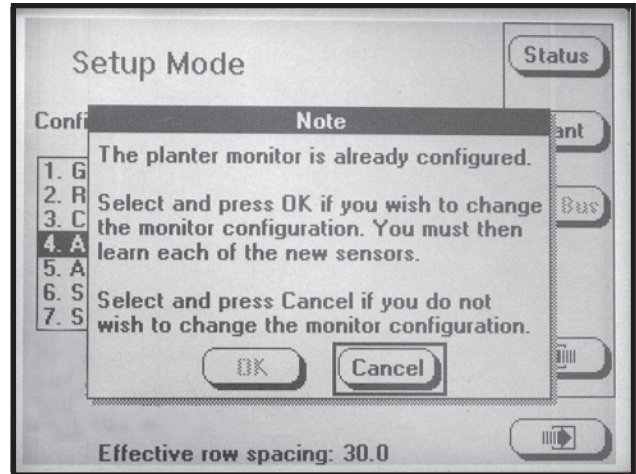 Setup Mode
Status
Confi
Note
ant
The planter monitor is already configured.
1. G
2. R
3. C
4. A
5. A
6. S
7. S
Select and press OK if you wish to change
the monitor configuration. You must then
learn each of the new sensors.
Bus
Select and press Cancel if you do not
wish to change the monitor configuration.
OK
Cancel
Effective row spacing: 30.0